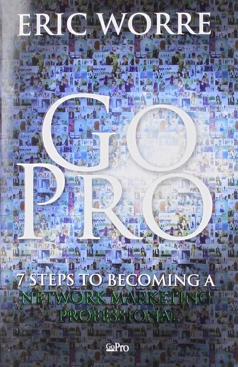 ERIC WORRE
GO
PRO
7 STEPS TO BECOMING A
NETWORK MARKETING
PROFESSIONAL
GoPro